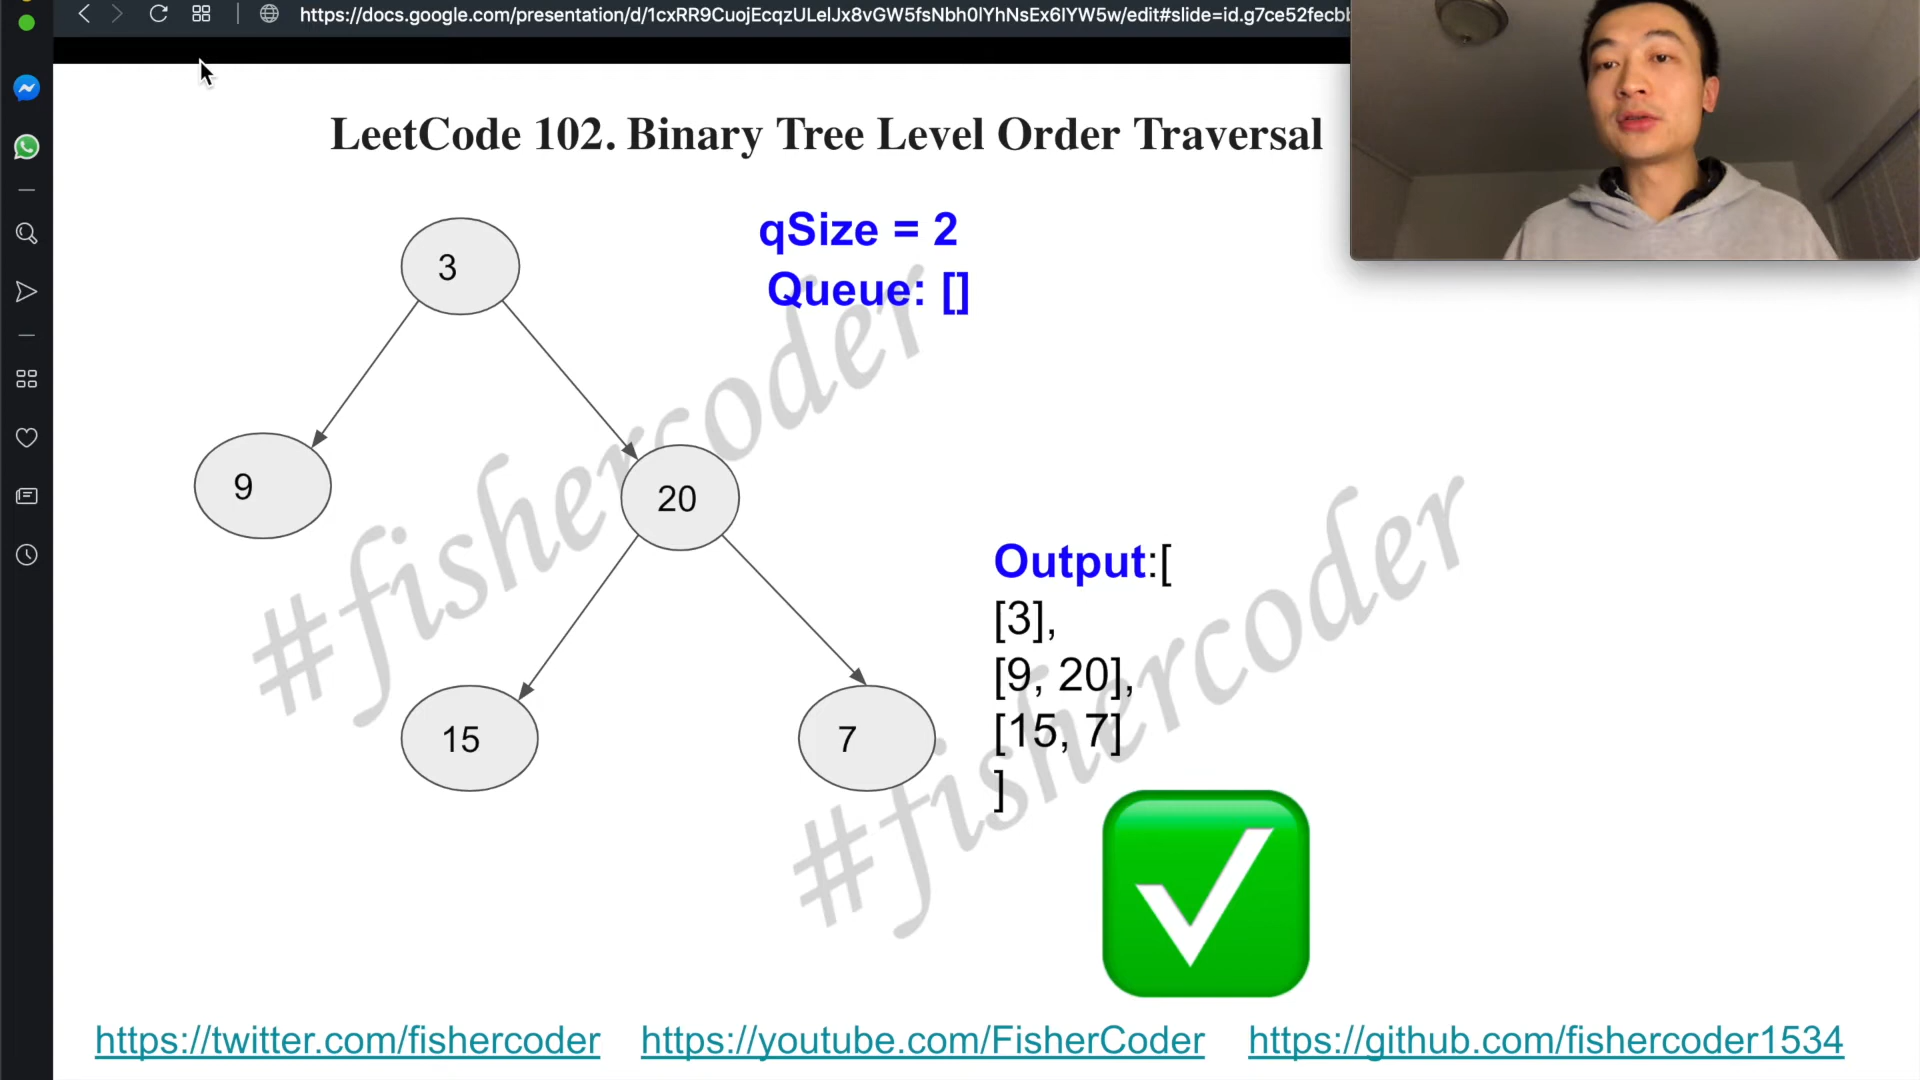 https://docs.google.com/presentation/d/1cxRR9CuojEcqzULelJx8vGW5fsNbh0lYhNsEx6lYW5w/edit#slide=id.g7ce52fecb
LeetCode 102. Binary Tree Level Order Traversal
qSize = 2
Queue: []
3
9
20
15
7
Output:[
[3],
[9, 20],
[15, 7]
]
#fishercoder
#fishercoder
https://twitter.com/fishercoder
https://youtube.com/FisherCoder
https://github.com/fishercoder1534